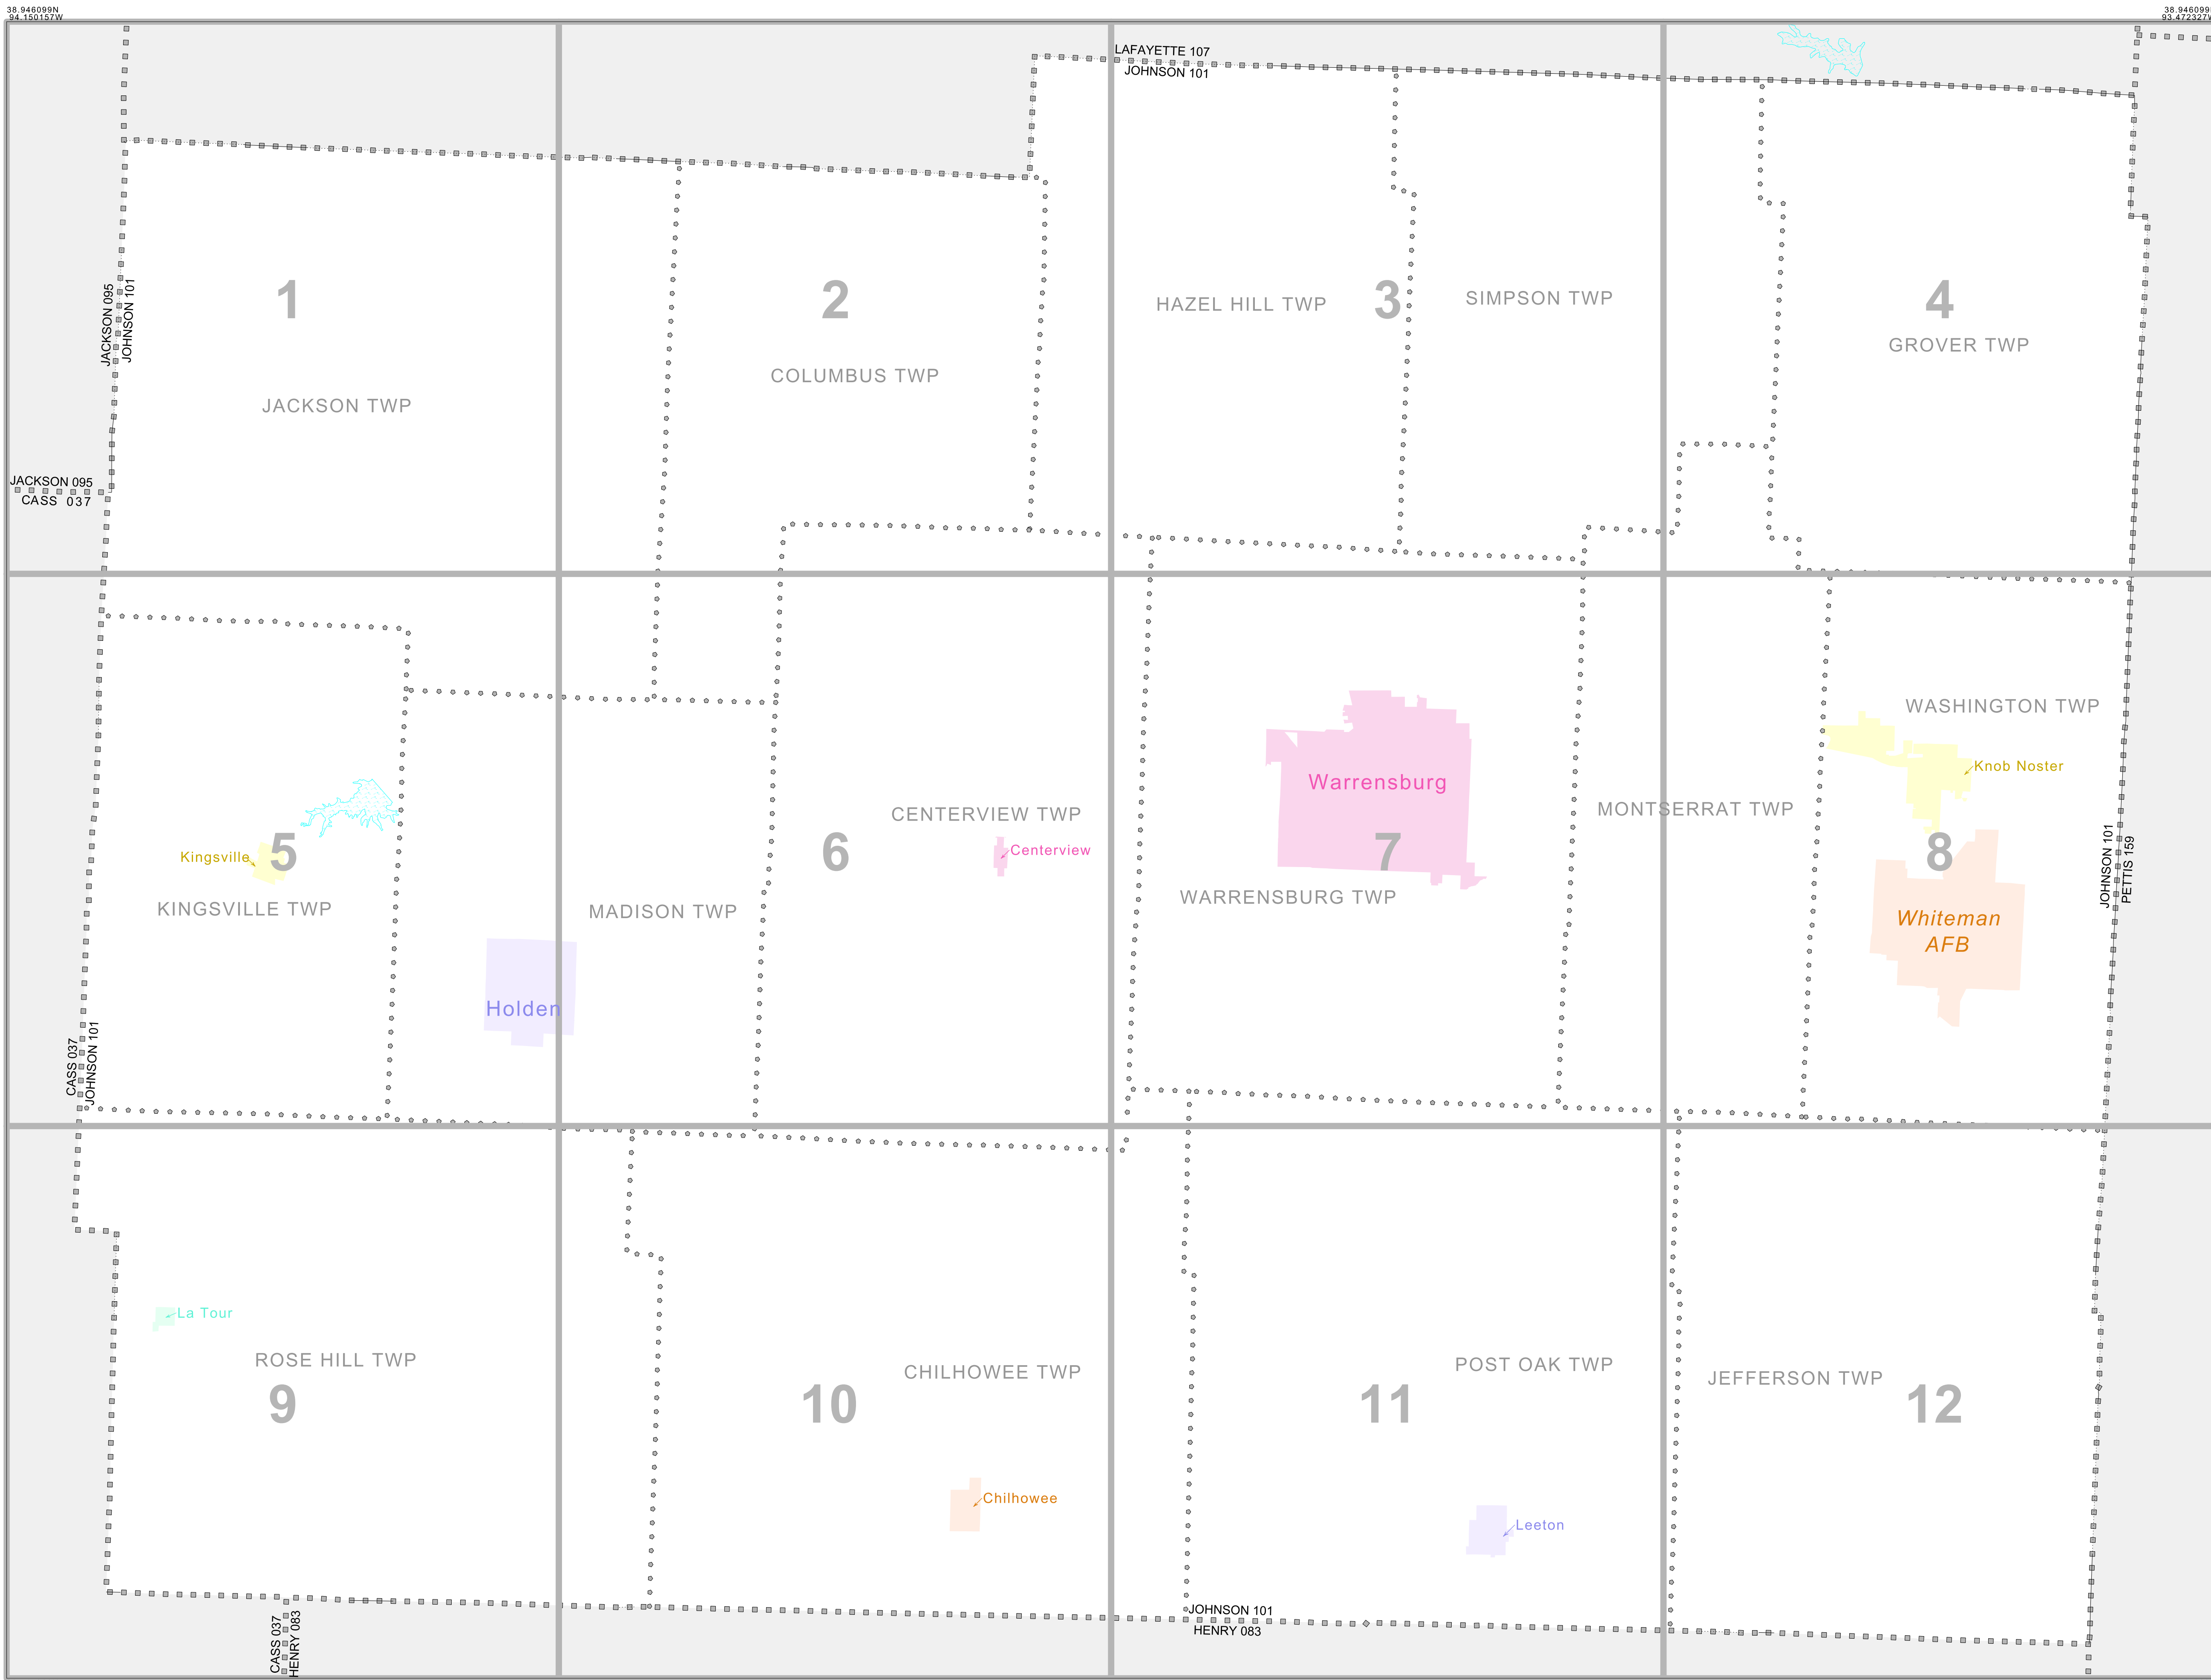 38.946099N
94.150157W
38.946099N
93.472327W
LAFAYETTE 107
JOHNSON 101
JACKSON 095
JOHNSON 101
1
2
3
4
HAZEL HILL TWP
SIMPSON TWP
GROVER TWP
COLUMBUS TWP
JACKSON TWP
JACKSON 095
CASS 037
WASHINGTON TWP
Knob Noster
Warrensburg
MONTSERRAT TWP
CENTERVIEW TWP
Centerview
Kingsville
5
6
7
8
JOHNSON 101
PETTIS 159
WARRENSBURG TWP
KINGSVILLE TWP
MADISON TWP
Whiteman
AFB
Holden
CASS 037
JOHNSON 101
La Tour
ROSE HILL TWP
CHILHOWEE TWP
POST OAK TWP
JEFFERSON TWP
9
10
11
12
Chilhowee
Leeton
JOHNSON 101
HENRY 083
CASS 037
HENRY 083